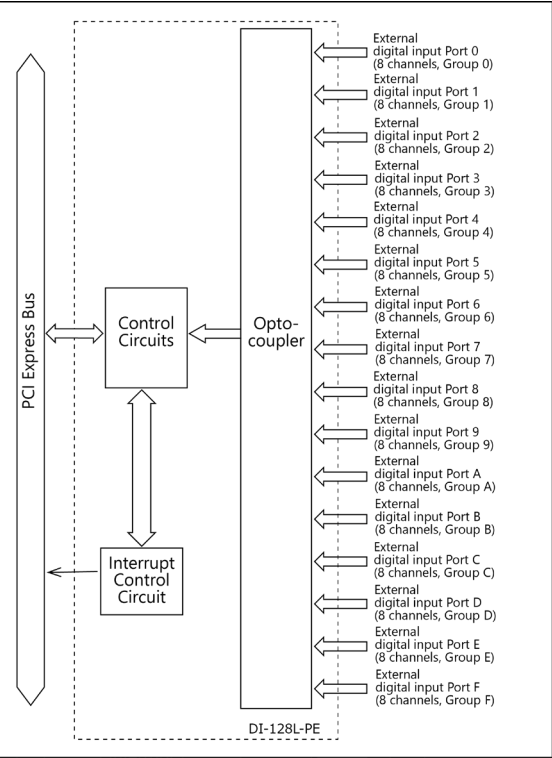 External
digital input Port 0
(8 channels, Group 0)
External
digital input Port 1
(8 channels, Group 1)
External
digital input Port 2
(8 channels, Group 2)
External
digital input Port 3
(8 channels, Group 3)
External
digital input Port 4
(8 channels, Group 4)
External
digital input Port 5
(8 channels, Group 5)
External
digital input Port 6
(8 channels, Group 6)
External
digital input Port 7
(8 channels, Group 7)
External
digital input Port 8
(8 channels, Group 8)
External
digital input Port 9
(8 channels, Group 9)
External
digital input Port A
(8 channels, Group A)
External
digital input Port B
(8 channels, Group B)
External
digital input Port C
(8 channels, Group C)
External
digital input Port D
(8 channels, Group D)
External
digital input Port E
(8 channels, Group E)
External
digital input Port F
(8 channels, Group F)
PCI Express Bus
Control
Circuits
Opto-
coupler
Interrupt
Control
Circuit
DI-128L-PE